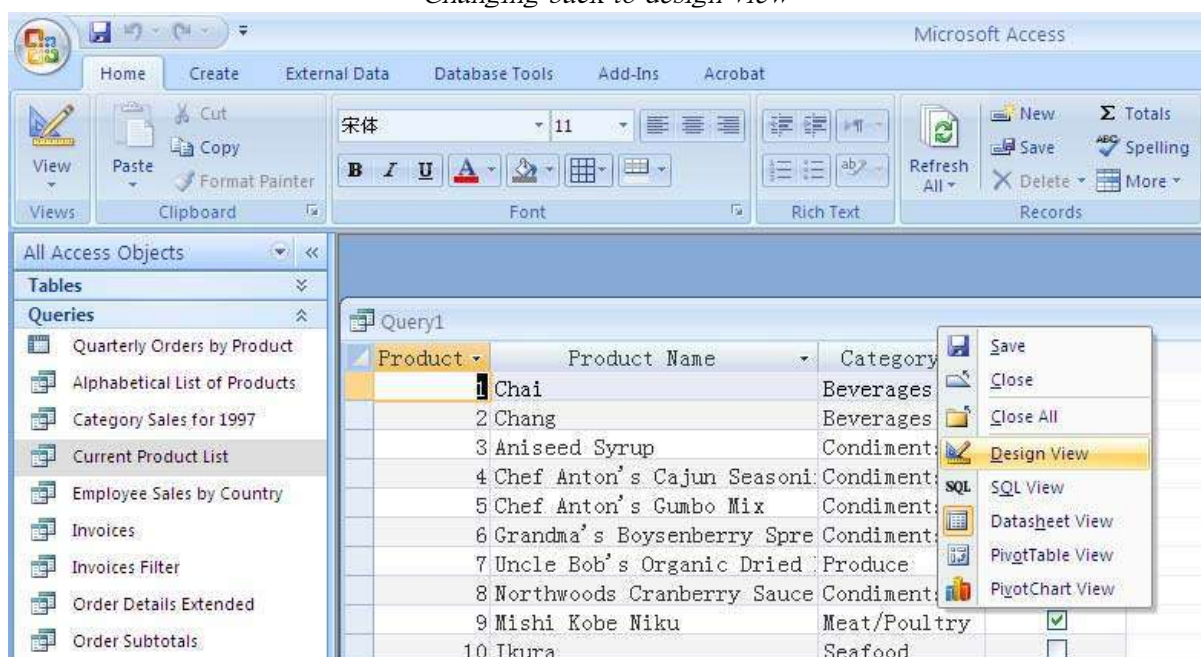 Changing back to design view
Microsoft Access
Home Create External Data Database Tools Add-Ins Acrobat
View
Views
Paste
Cut
Copy
Format Painter
Clipboard
宋体 11
B I U A
Font
ab
Rich Text
Refresh
All
New
Save
Delete
Σ Totals
ABC Spelling
More
Records
All Access Objects «
Tables
Queries
Quarterly Orders by Product
Alphabetical List of Products
Category Sales for 1997
Current Product List
Employee Sales by Country
Invoices
Invoices Filter
Order Details Extended
Order Subtotals
Query1
Product Product Name Category
1 Chai Beverages
2 Chang Beverages
3 Aniseed Syrup Condiments
4 Chef Anton's Cajun Seasoni Condiments
5 Chef Anton's Gumbo Mix Condiments
6 Grandma's Boysenberry Spre Condiments
7 Uncle Bob's Organic Dried Produce
8 Northwoods Cranberry Sauce Condiments
9 Mishi Kobe Niku Meat/Poultry
10 Ikura Seafood
Save
Close
Close All
Design View
SQL SQL View
Datasheet View
PivotTable View
PivotChart View